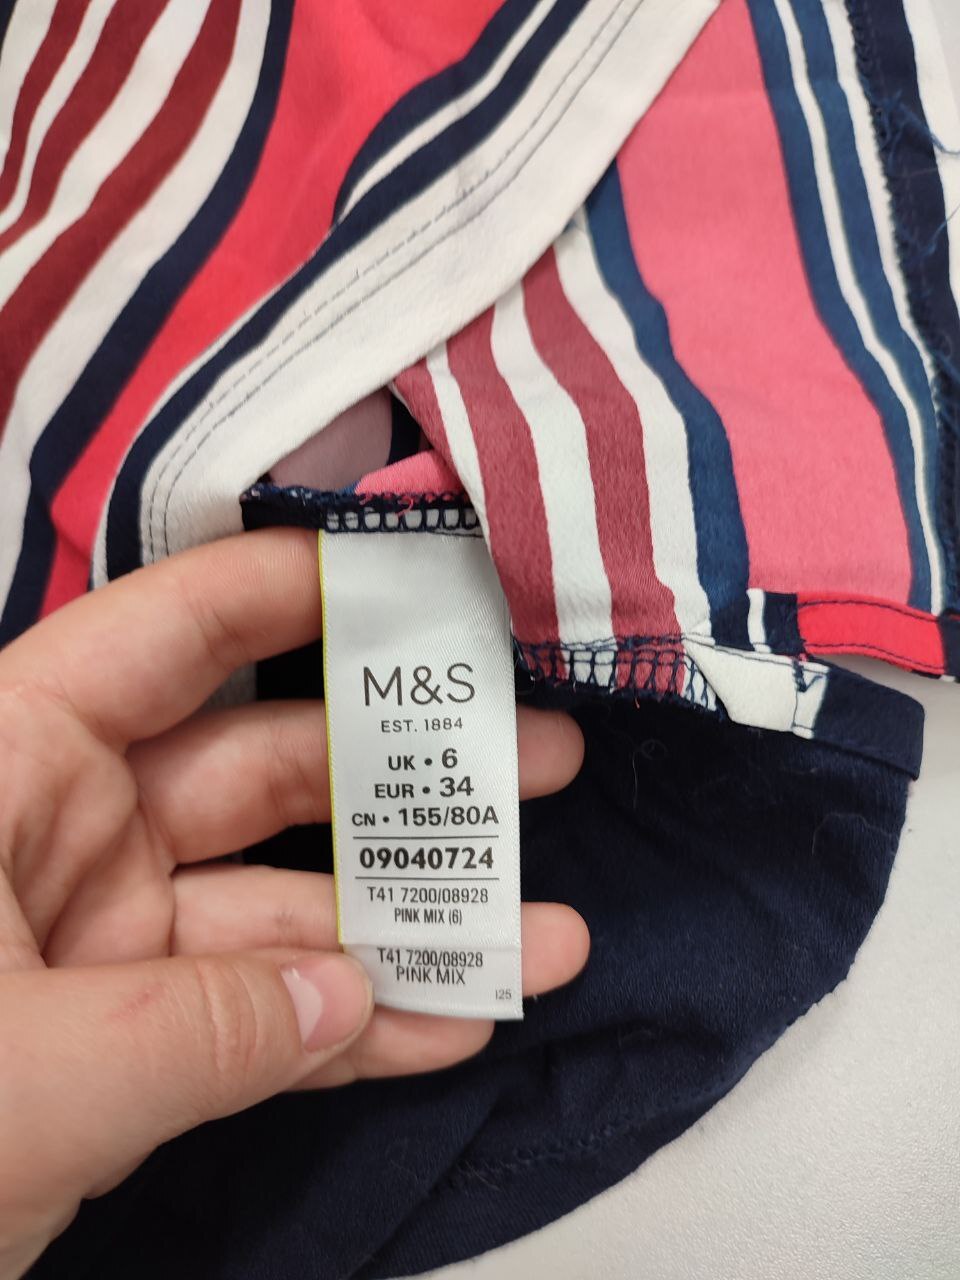 M&S
EST. 1884
UK • 6
EUR • 34
CN • 155/80A
09040724
T41 7200/08928
PINK MIX (6)
T41 7200/08928
PINK MIX
I25